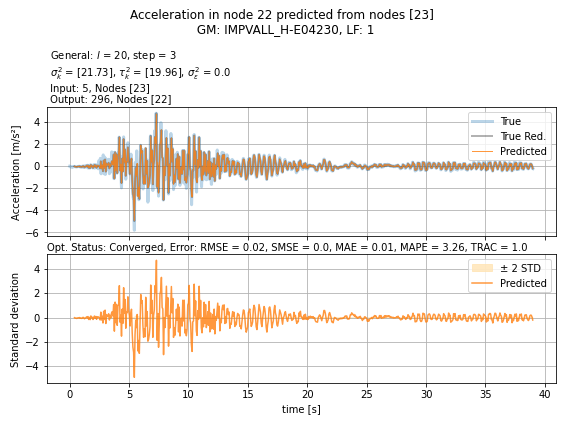 Acceleration in node 22 predicted from nodes [23]
GM: IMPVALL_H-E04230, LF: 1
General: l = 20, step = 3
σ²ₖ = [21.73], τ²ₖ = [19.96], σ²ε = 0.0
Input: 5, Nodes [23]
Output: 296, Nodes [22]
Acceleration [m/s²]
4
2
0
−2
−4
−6
True
True Red.
Predicted
Opt. Status: Converged, Error: RMSE = 0.02, SMSE = 0.0, MAE = 0.01, MAPE = 3.26, TRAC = 1.0
Standard deviation
4
2
0
−2
−4
± 2 STD
Predicted
0 5 10 15 20 25 30 35 40
time [s]